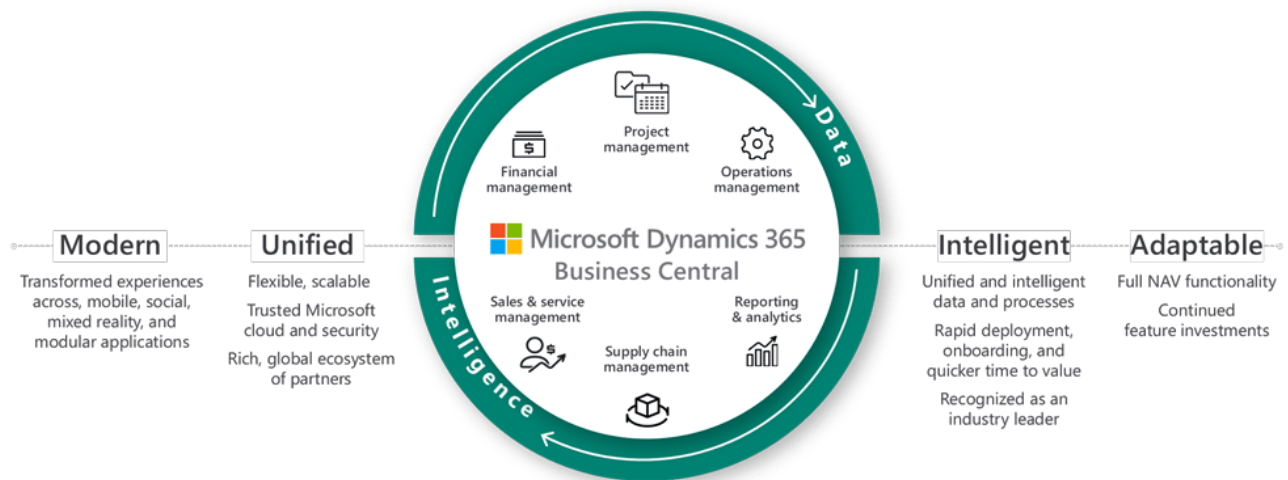 Data
Project
management
Financial
management
Operations
management
Microsoft Dynamics 365
Business Central
Modern
Transformed experiences
across, mobile, social,
mixed reality, and
modular applications
Unified
Flexible, scalable
Trusted Microsoft
cloud and security
Rich, global ecosystem
of partners
Sales & service
management
Reporting
& analytics
Supply chain
management
Intelligence
Intelligent
Unified and intelligent
data and processes
Rapid deployment,
onboarding, and
quicker time to value
Recognized as an
industry leader
Adaptable
Full NAV functionality
Continued
feature investments